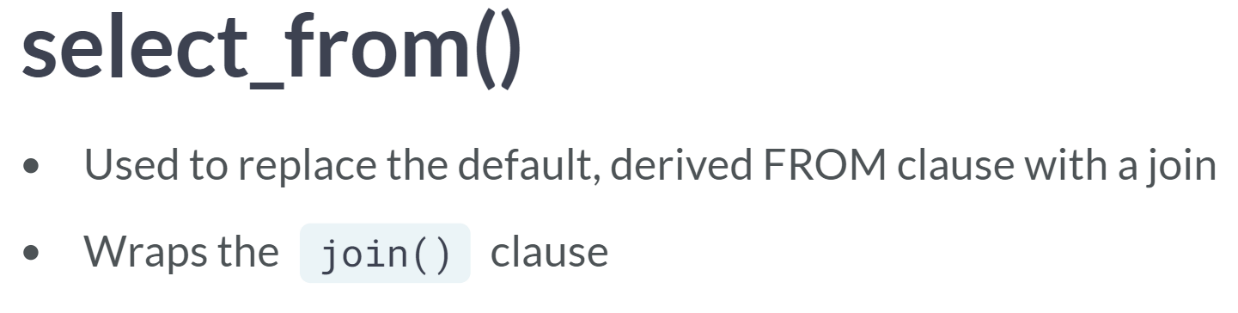 select_from()
• Used to replace the default, derived FROM clause with a join
• Wraps the join() clause